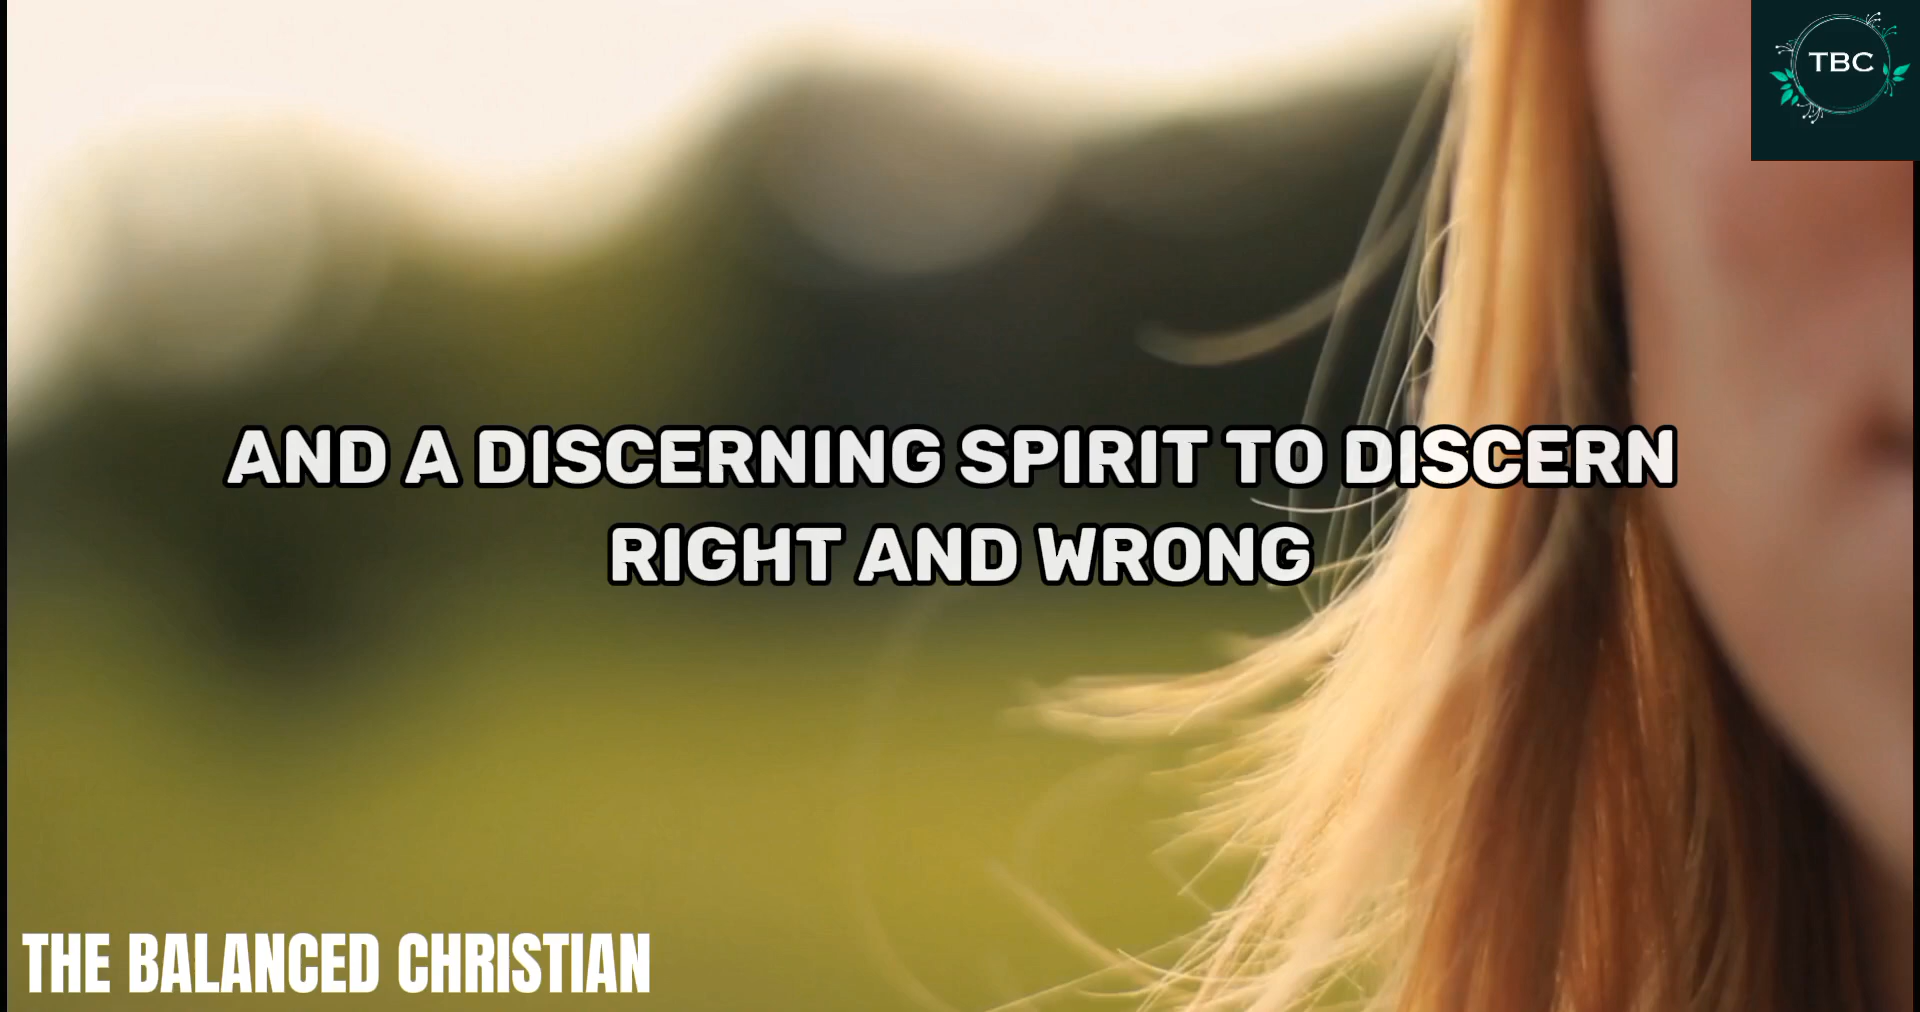 TBC
AND A DISCERNING SPIRIT TO DISCERN
RIGHT AND WRONG
THE BALANCED CHRISTIAN